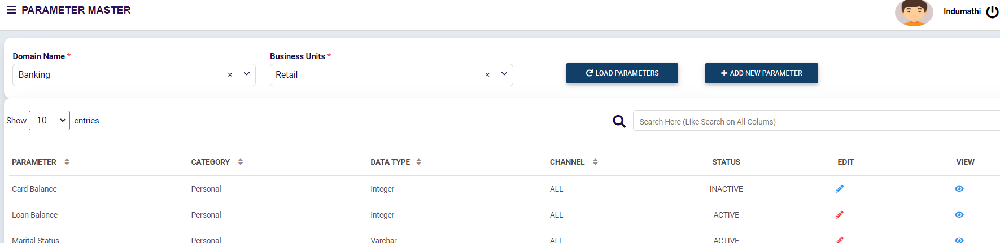 PARAMETER MASTER Indumathi
Domain Name * Business Units *
Banking × Retail × LOAD PARAMETERS ADD NEW PARAMETER
Show 10 entries Search Here (Like Search on All Colums)
PARAMETER CATEGORY DATA TYPE CHANNEL STATUS EDIT VIEW
Card Balance Personal Integer ALL INACTIVE
Loan Balance Personal Integer ALL ACTIVE
Marital Status Personal Varchar ALL ACTIVE